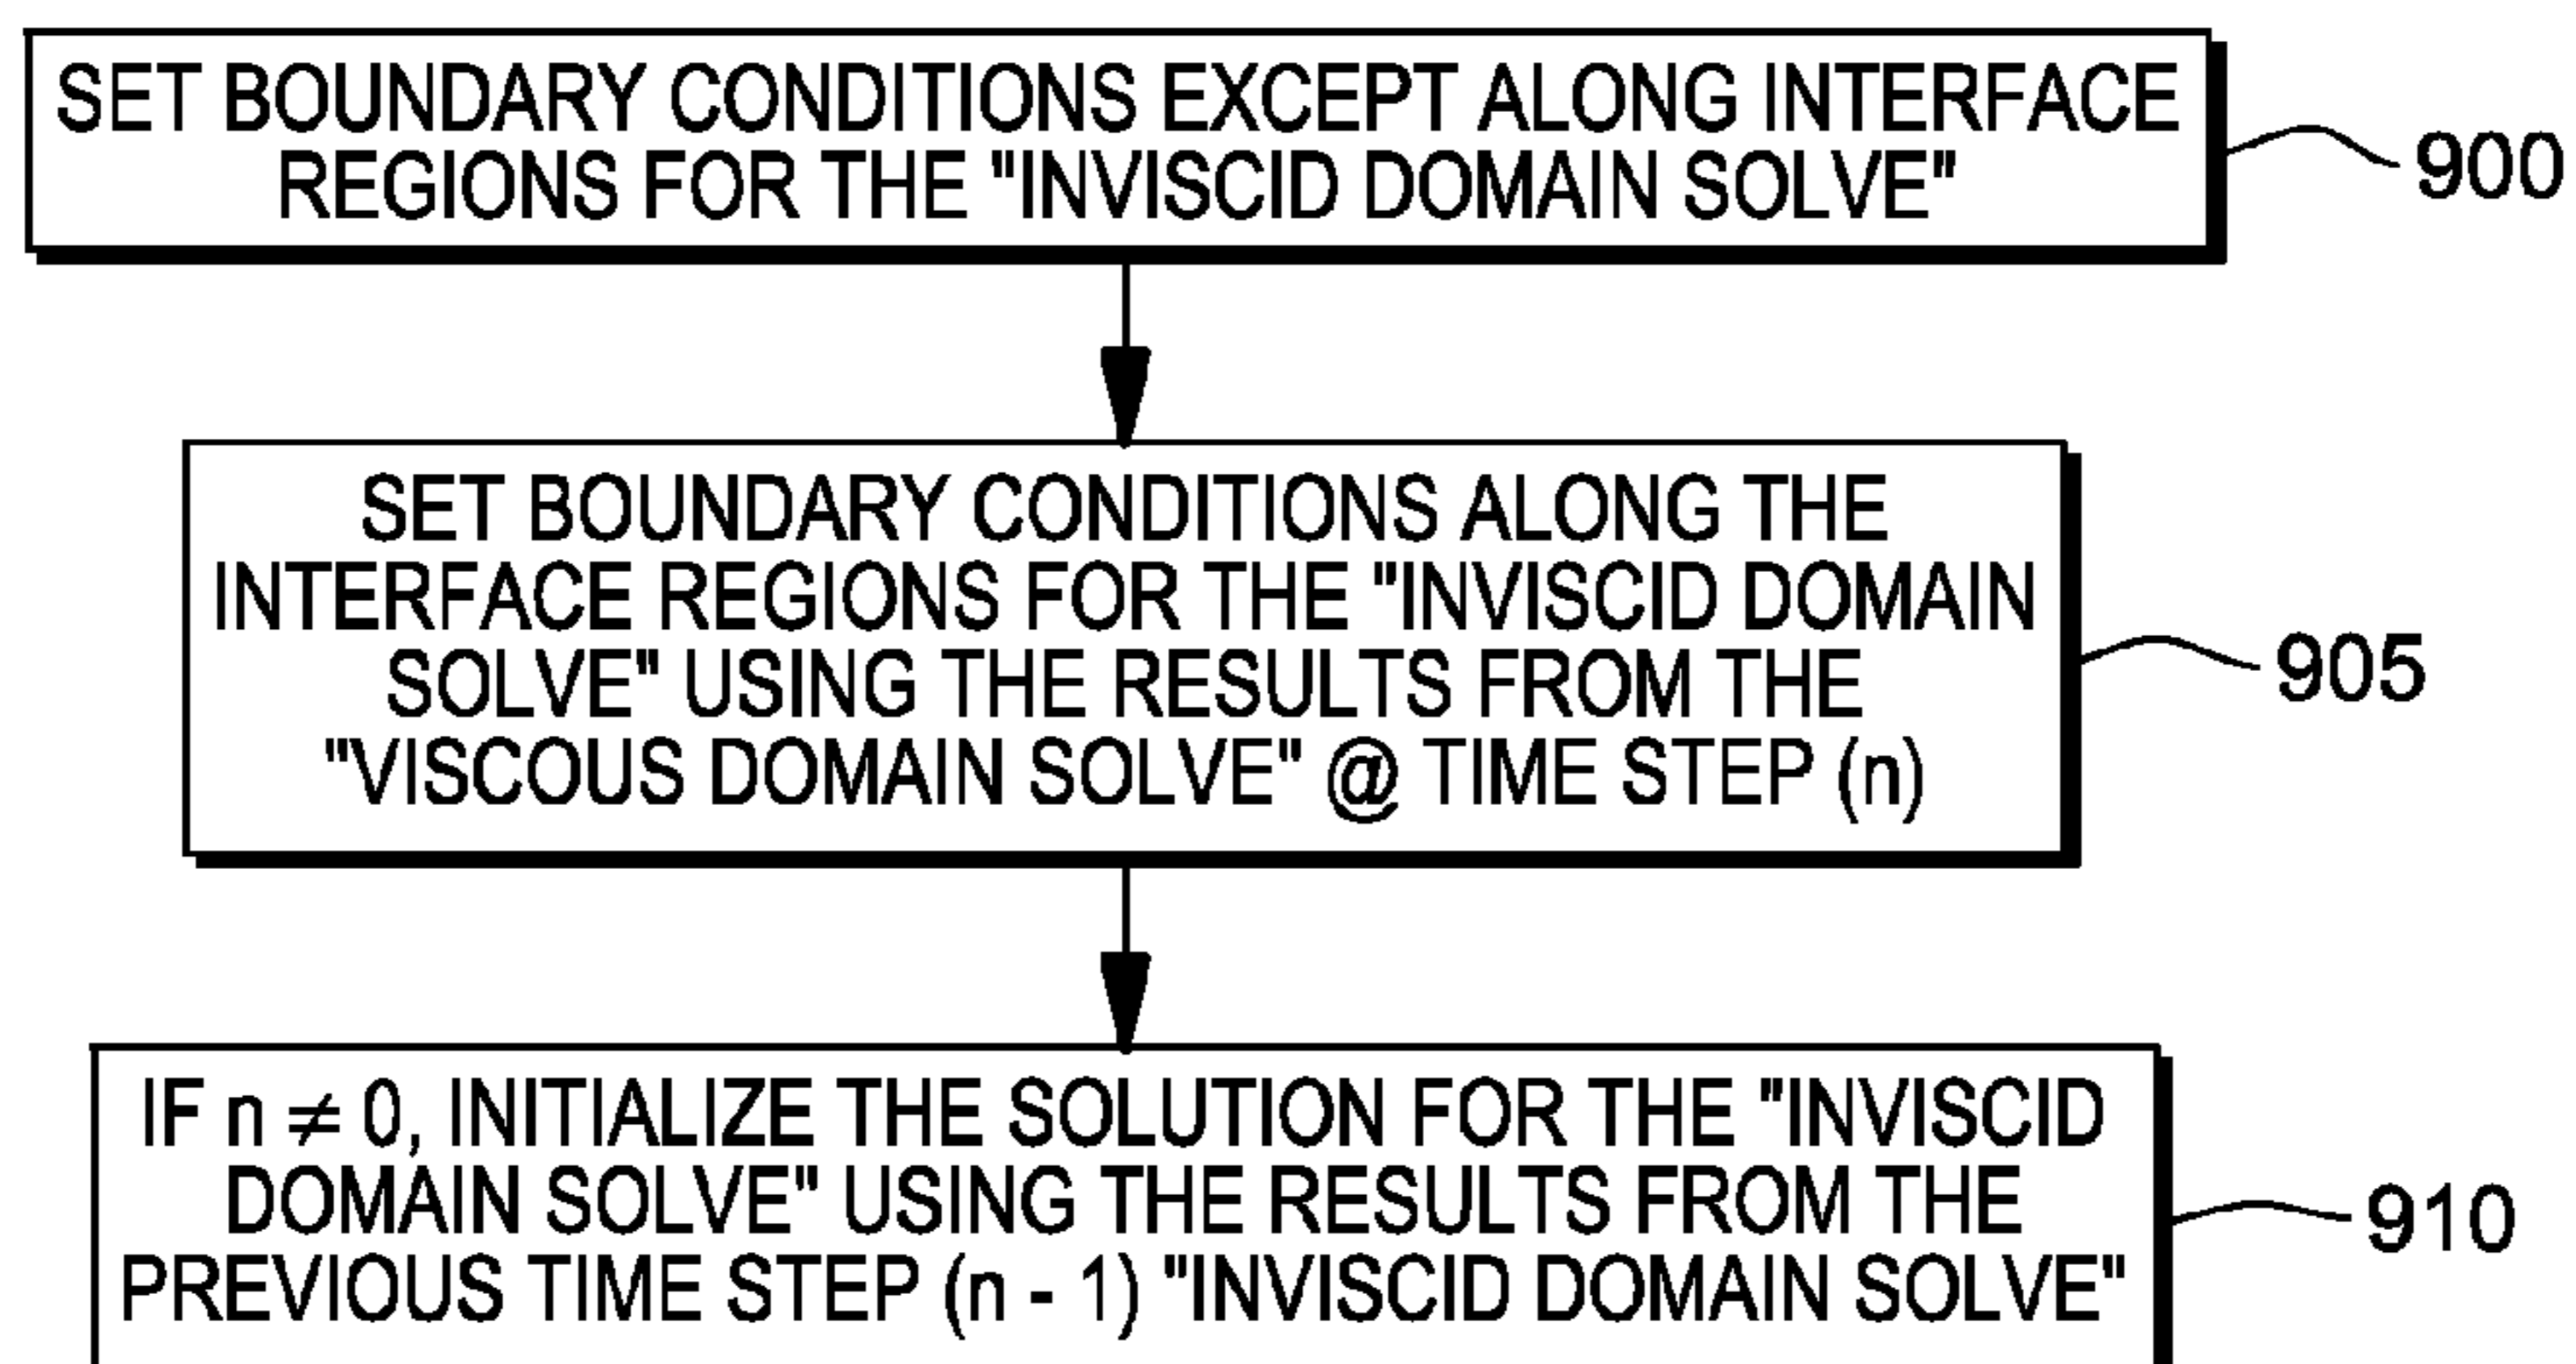 SET BOUNDARY CONDITIONS EXCEPT ALONG INTERFACE
REGIONS FOR THE "INVISCID DOMAIN SOLVE"
900
SET BOUNDARY CONDITIONS ALONG THE
INTERFACE REGIONS FOR THE "INVISCID DOMAIN
SOLVE" USING THE RESULTS FROM THE
"VISCOUS DOMAIN SOLVE" @ TIME STEP (n)
905
IF n ≠ 0, INITIALIZE THE SOLUTION FOR THE "INVISCID
DOMAIN SOLVE" USING THE RESULTS FROM THE
PREVIOUS TIME STEP (n - 1) "INVISCID DOMAIN SOLVE"
910